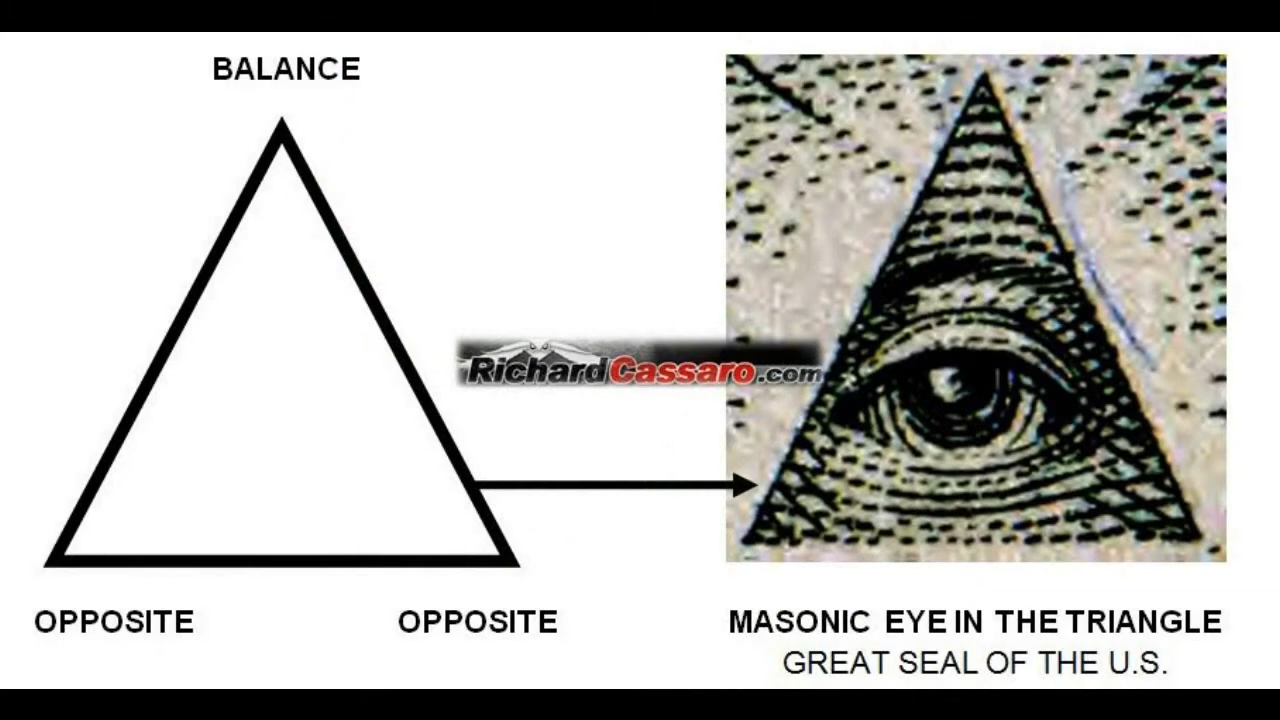 BALANCE
RichardCassaro.com
OPPOSITE
OPPOSITE
MASONIC EYE IN THE TRIANGLE
GREAT SEAL OF THE U.S.